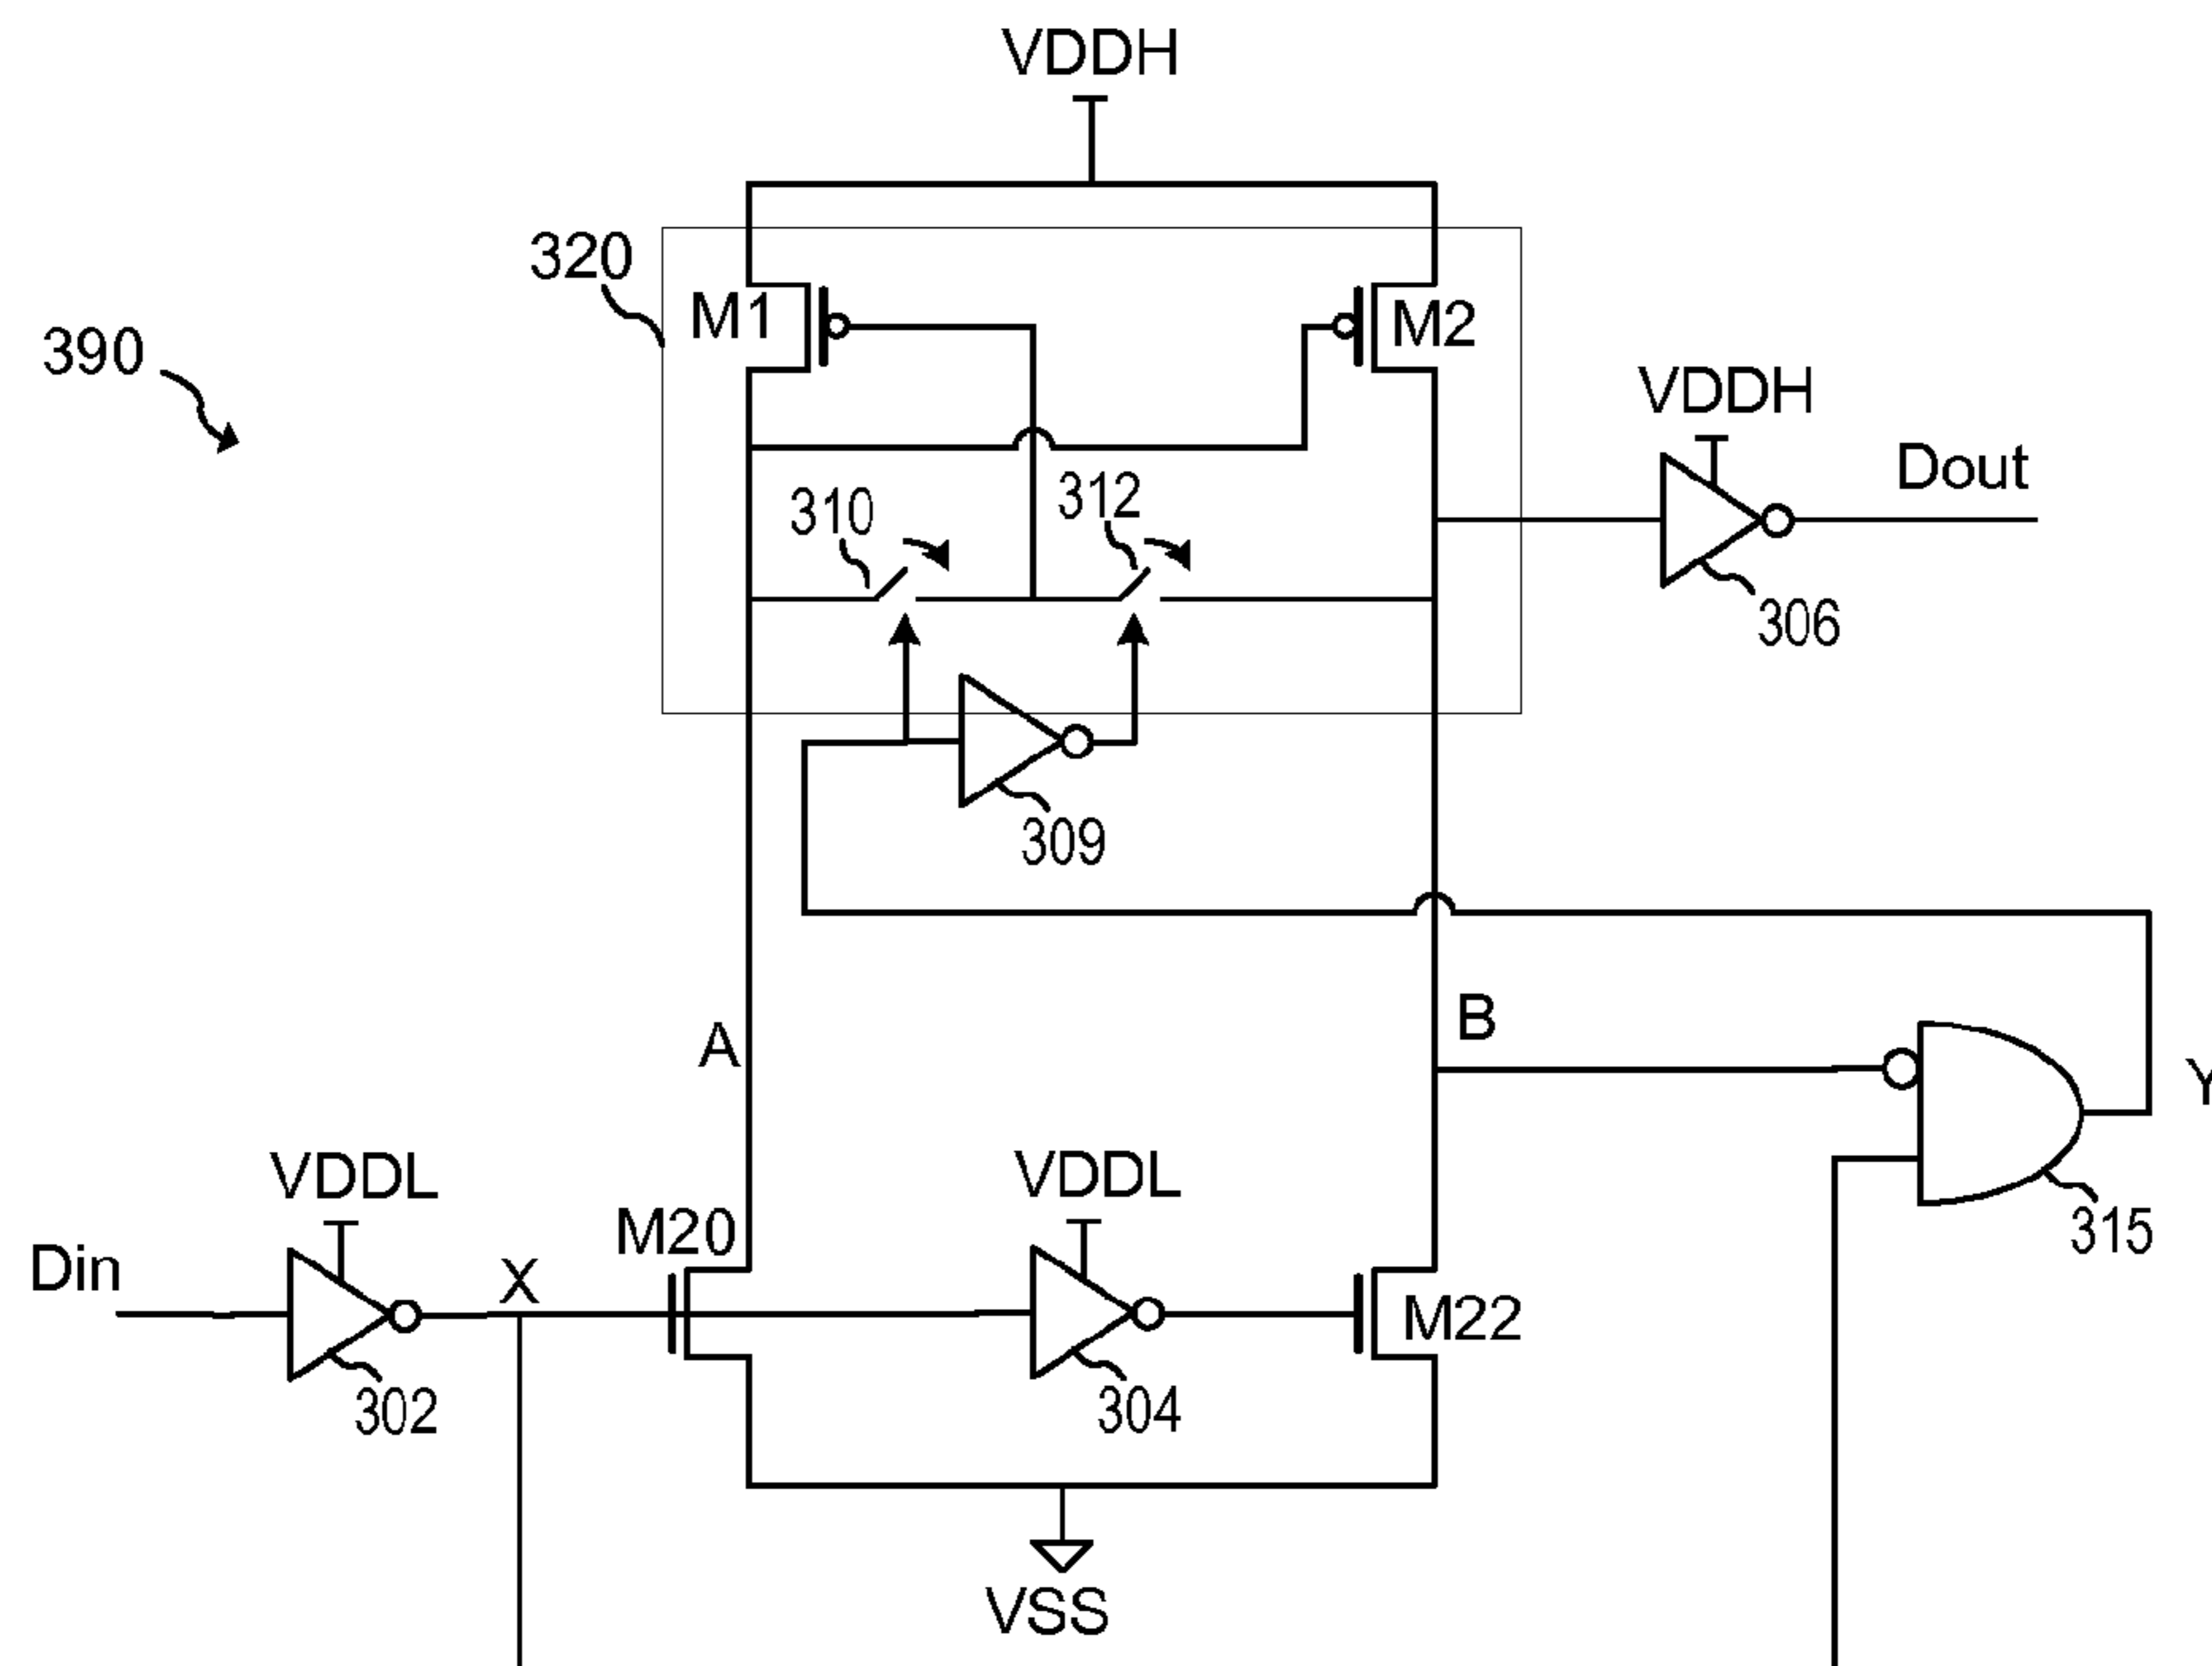 VDDH
320
M1
M2
390
VDDH
Dout
310
312
306
309
A
B
Y
VDDL
VDDL
M20
Din
X
M22
315
302
304
VSS